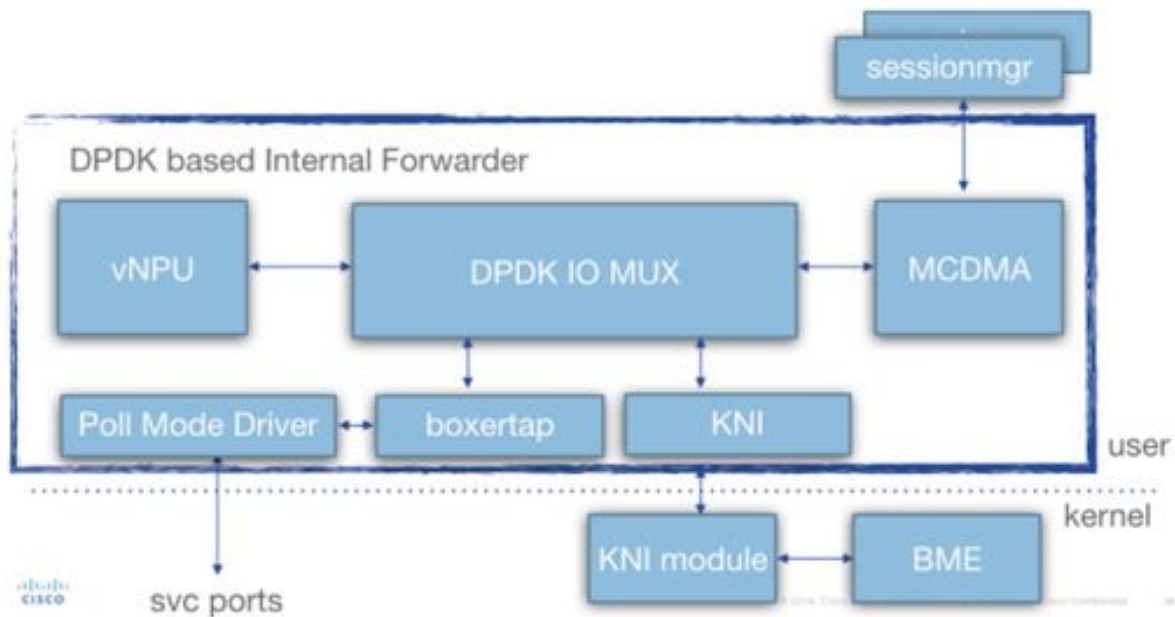 sessionmgr
DPDK based Internal Forwarder
vNPU
DPDK IO MUX
MCDMA
Poll Mode Driver
boxertap
KNI
user
kernel
KNI module
BME
CISCO
svc ports